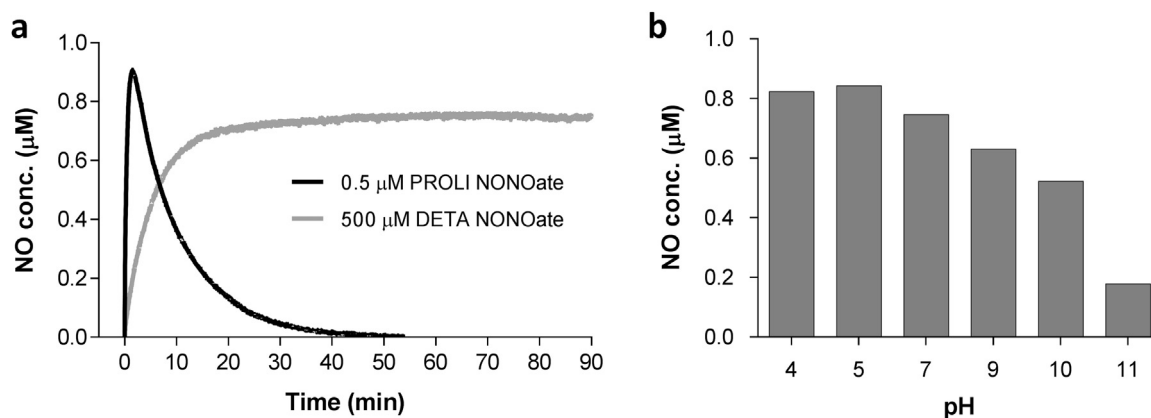 a
NO conc. (μM)
1.0
0.8
0.6
0.4
0.2
0.0
0.5 μM PROLI NONOate
500 μM DETA NONOate
0 10 20 30 40 50 60 70 80 90
Time (min)
b
NO conc. (μM)
1.0
0.8
0.6
0.4
0.2
0.0
4 5 7 9 10 11
pH